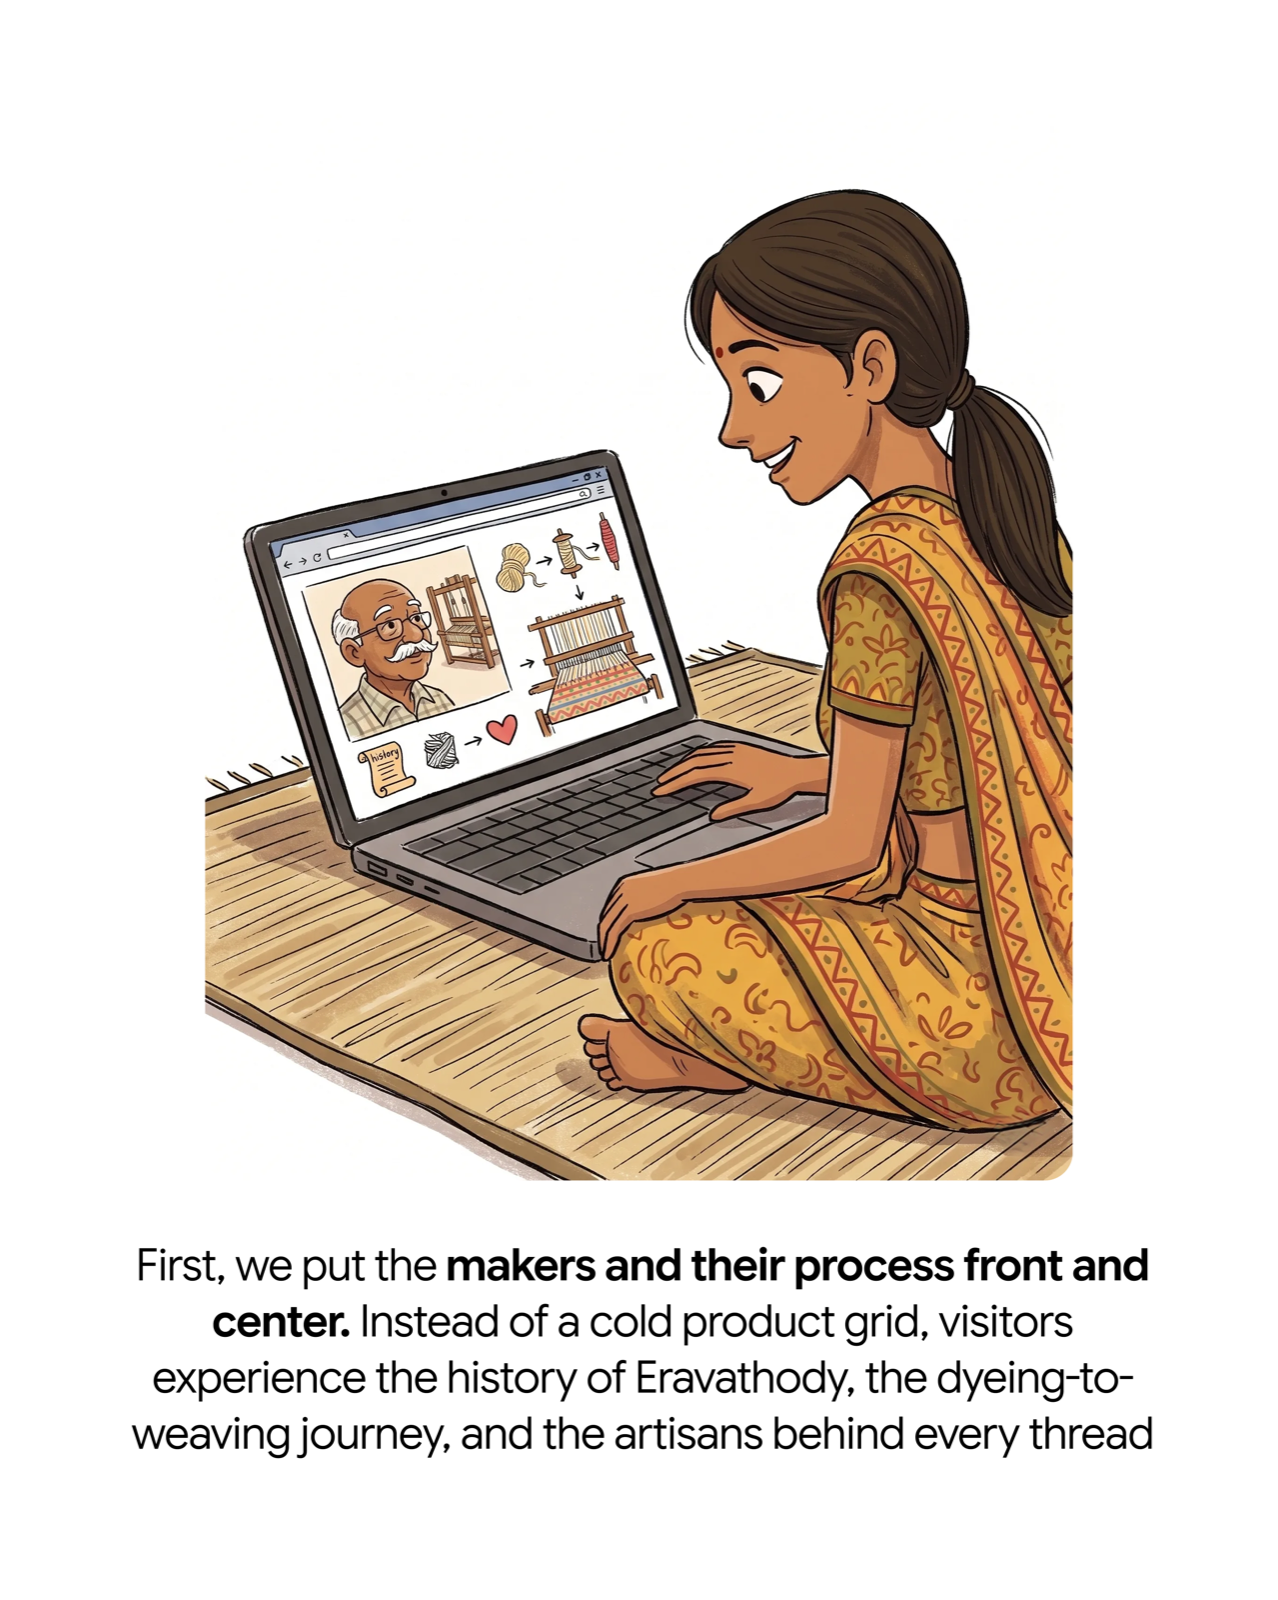 history
First, we put the makers and their process front and
center. Instead of a cold product grid, visitors
experience the history of Eravathody, the dyeing-to-
weaving journey, and the artisans behind every thread